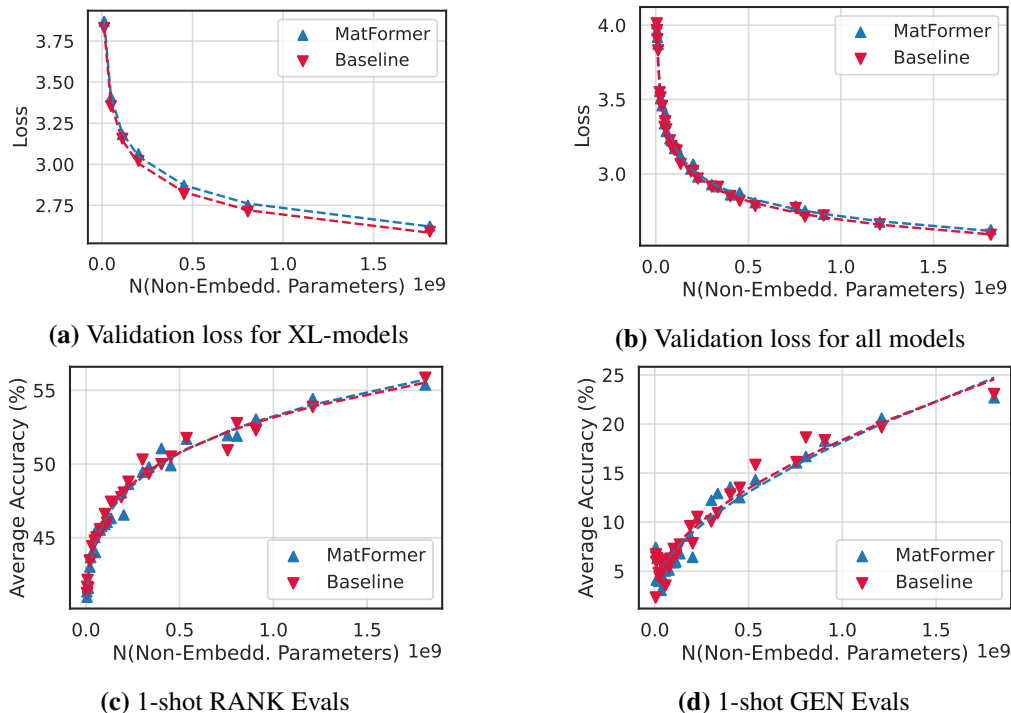 3.75
3.50
3.25
3.00
2.75
Loss
MatFormer
Baseline
0.0 0.5 1.0 1.5
N(Non-Embedd. Parameters) 1e9
(a) Validation loss for XL-models
4.0
3.5
3.0
Loss
MatFormer
Baseline
0.0 0.5 1.0 1.5
N(Non-Embedd. Parameters) 1e9
(b) Validation loss for all models
55
50
45
Average Accuracy (%)
MatFormer
Baseline
0.0 0.5 1.0 1.5
N(Non-Embedd. Parameters) 1e9
(c) 1-shot RANK Evals
25
20
15
10
5
Average Accuracy (%)
MatFormer
Baseline
0.0 0.5 1.0 1.5
N(Non-Embedd. Parameters) 1e9
(d) 1-shot GEN Evals